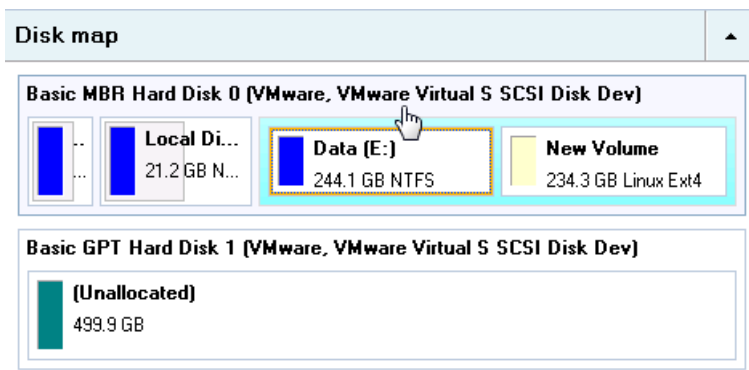 Disk map
Basic MBR Hard Disk 0 (VMware, VMware Virtual S SCSI Disk Dev)
..
...
Local Di...
21.2 GB N...
Data (E:)
244.1 GB NTFS
New Volume
234.3 GB Linux Ext4
Basic GPT Hard Disk 1 (VMware, VMware Virtual S SCSI Disk Dev)
(Unallocated)
499.9 GB